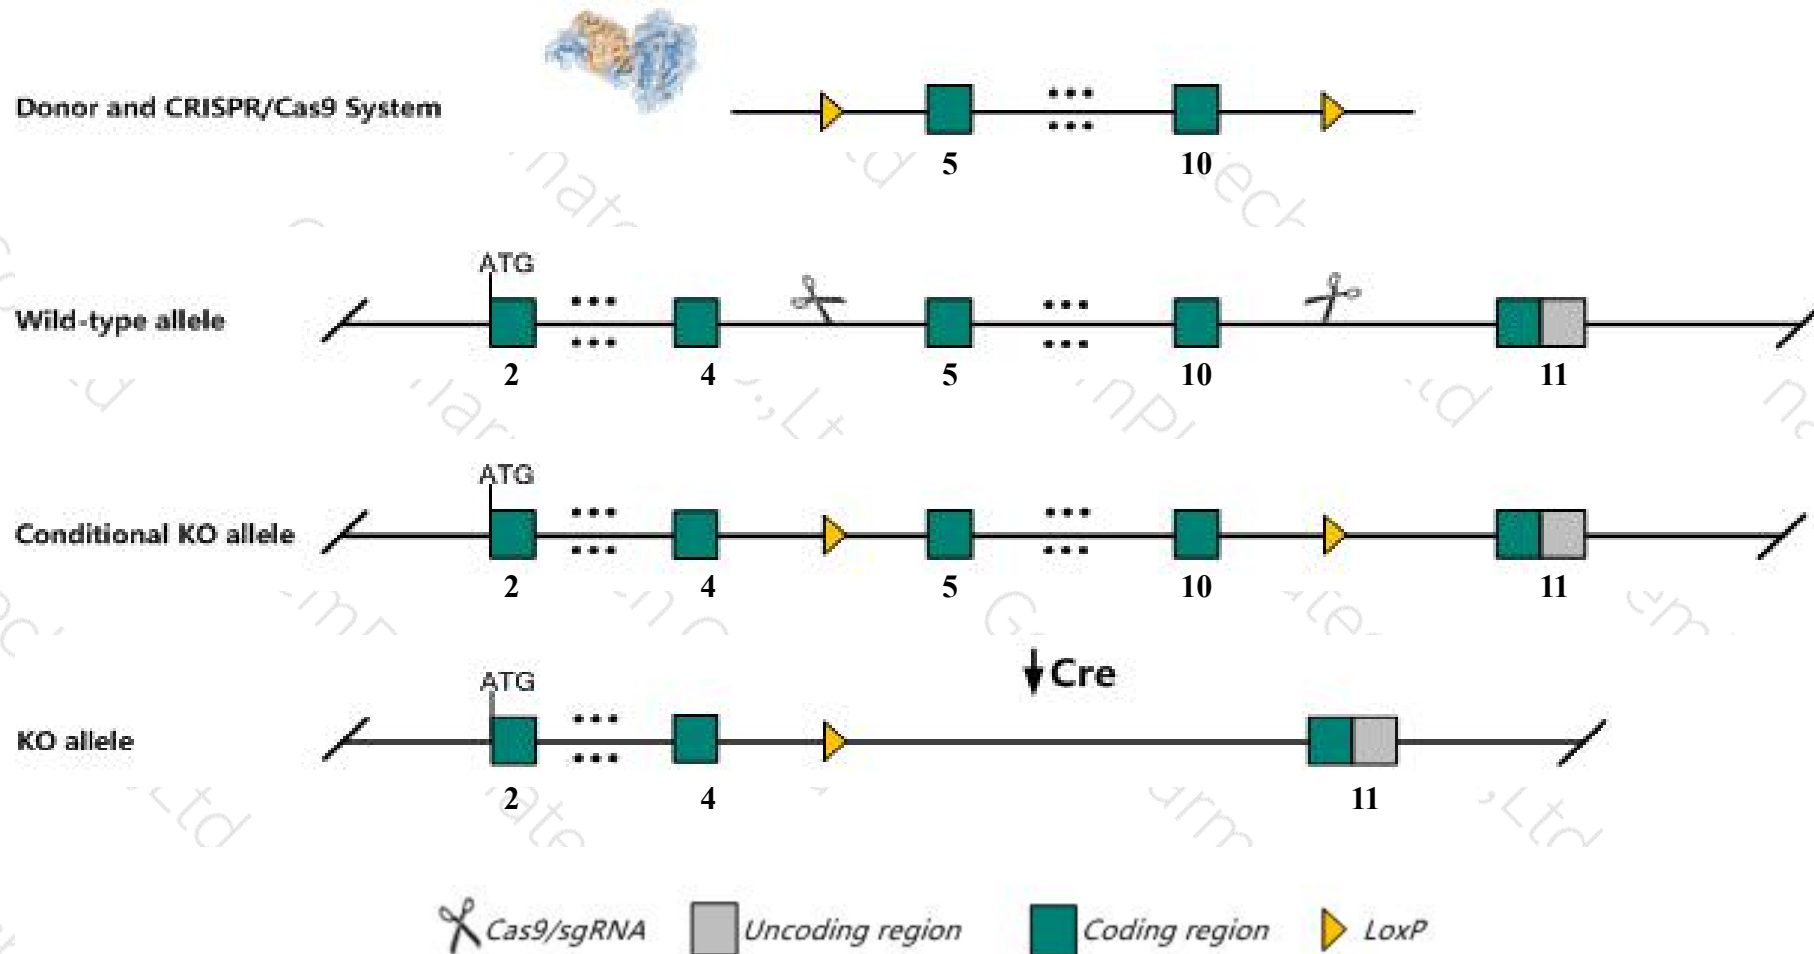 Donor and CRISPR/Cas9 System
5 10
ATG
Wild-type allele
2 4 5 10 11
ATG
Conditional KO allele
2 4 5 10 11
Cre
ATG
KO allele
2 4 11
Cas9/sgRNA Uncoding region Coding region LoxP